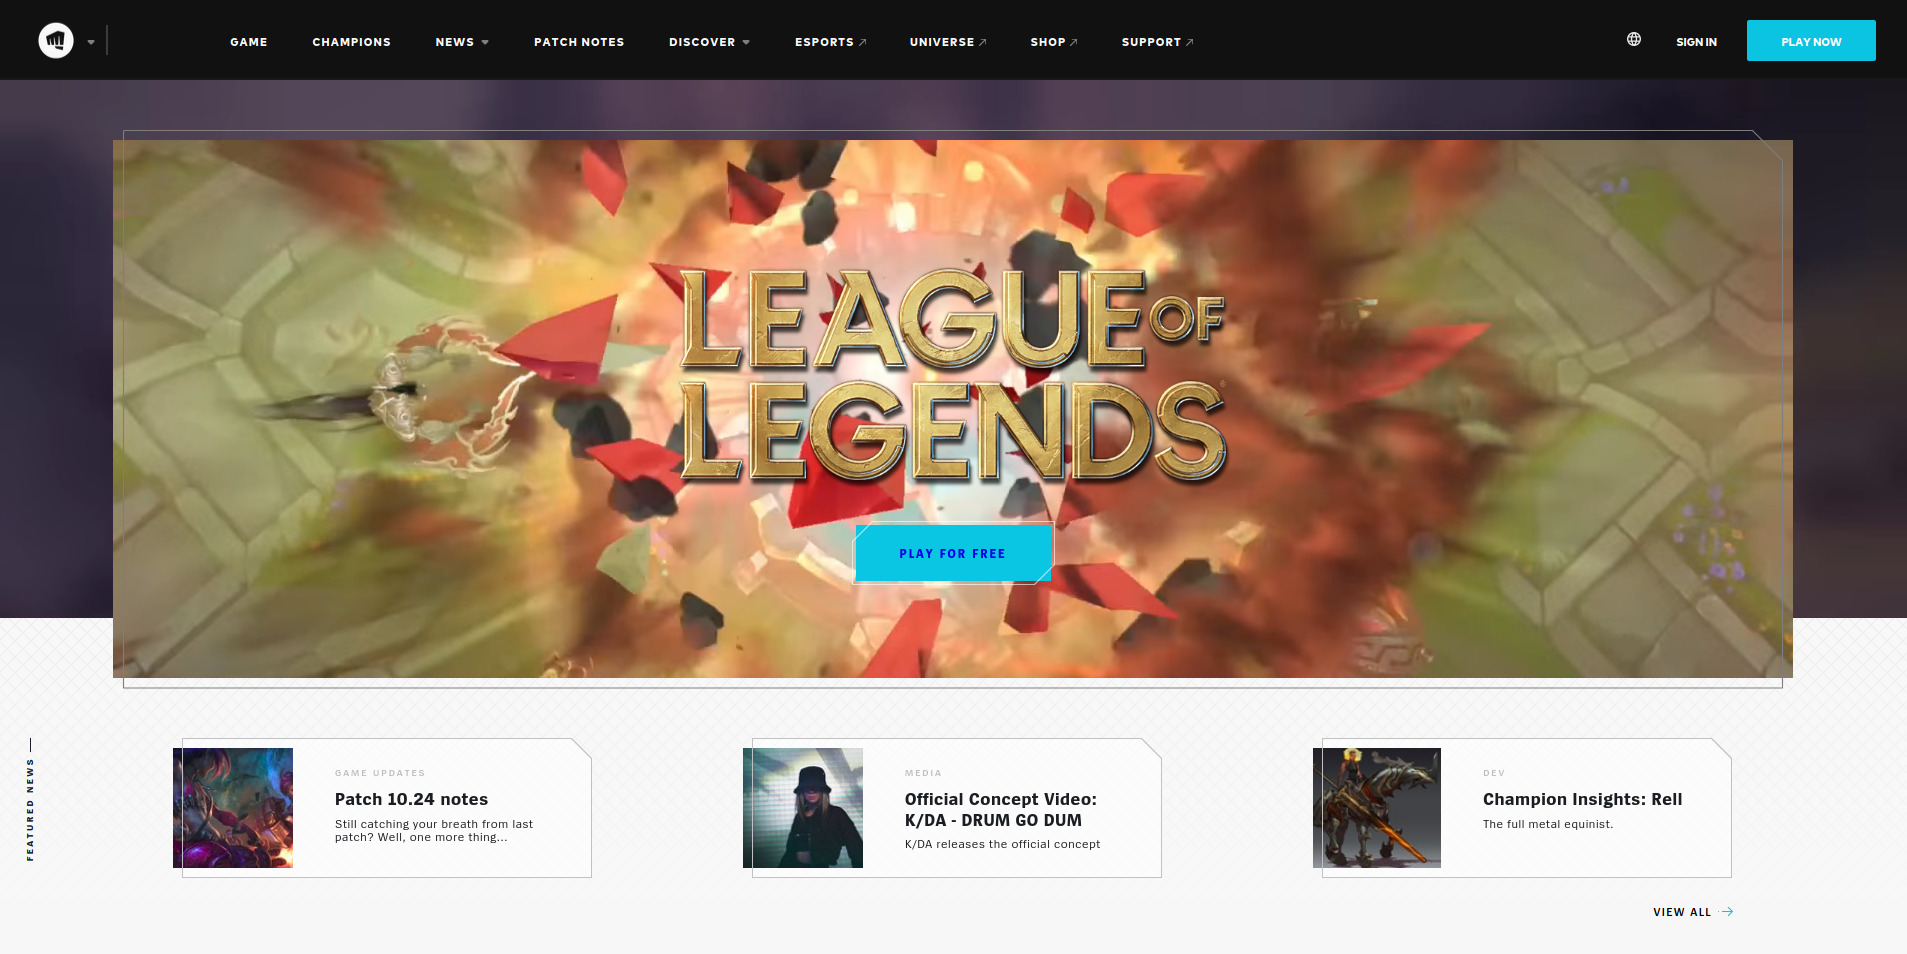 GAME CHAMPIONS NEWS PATCH NOTES DISCOVER ESPORTS UNIVERSE SHOP SUPPORT SIGN IN PLAY NOW
LEAGUE OF
LEGENDS
PLAY FOR FREE
FEATURED NEWS
GAME UPDATES
Patch 10.24 notes
Still catching your breath from last
patch? Well, one more thing...
MEDIA
Official Concept Video:
K/DA - DRUM GO DUM
K/DA releases the official concept
DEV
Champion Insights: Rell
The full metal equinist.
VIEW ALL